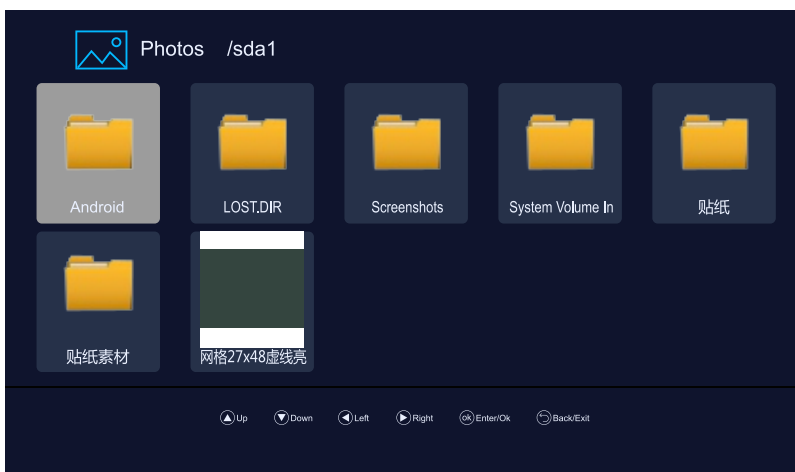 Photos /sda1
Android
LOST.DIR
Screenshots
System Volume In
贴纸
贴纸素材
网格27x48虚线亮
Up Down Left Right ok Enter/Ok Back/Exit